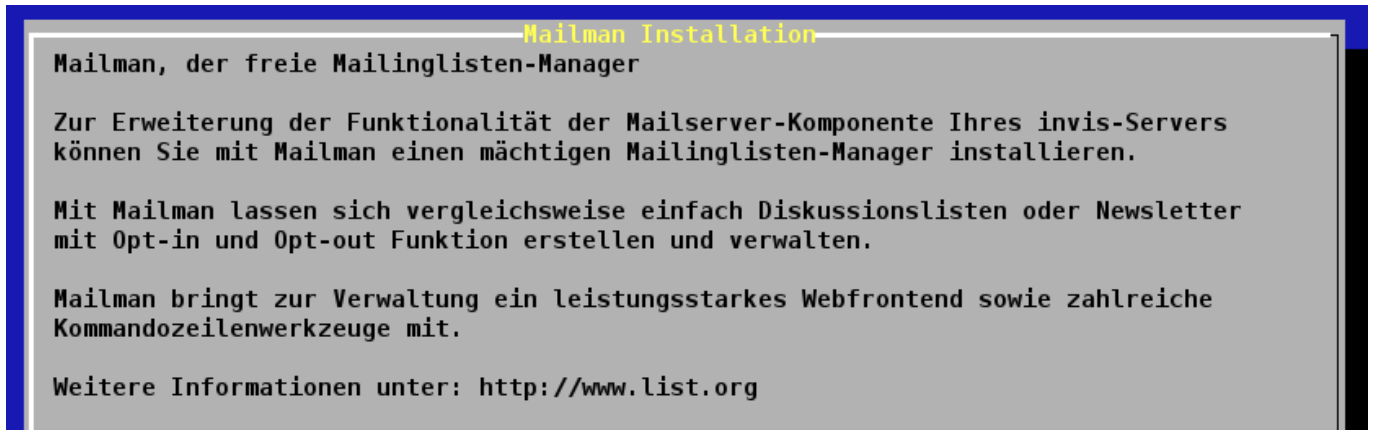 Mailman Installation
Mailman, der freie Mailinglisten-Manager
Zur Erweiterung der Funktionalität der Mailserver-Komponente Ihres invis-Servers
können Sie mit Mailman einen mächtigen Mailinglisten-Manager installieren.
Mit Mailman lassen sich vergleichsweise einfach Diskussionslisten oder Newsletter
mit Opt-in und Opt-out Funktion erstellen und verwalten.
Mailman bringt zur Verwaltung ein leistungsstarkes Webfrontend sowie zahlreiche
Kommandozeilenwerkzeuge mit.
Weitere Informationen unter: http://www.list.org